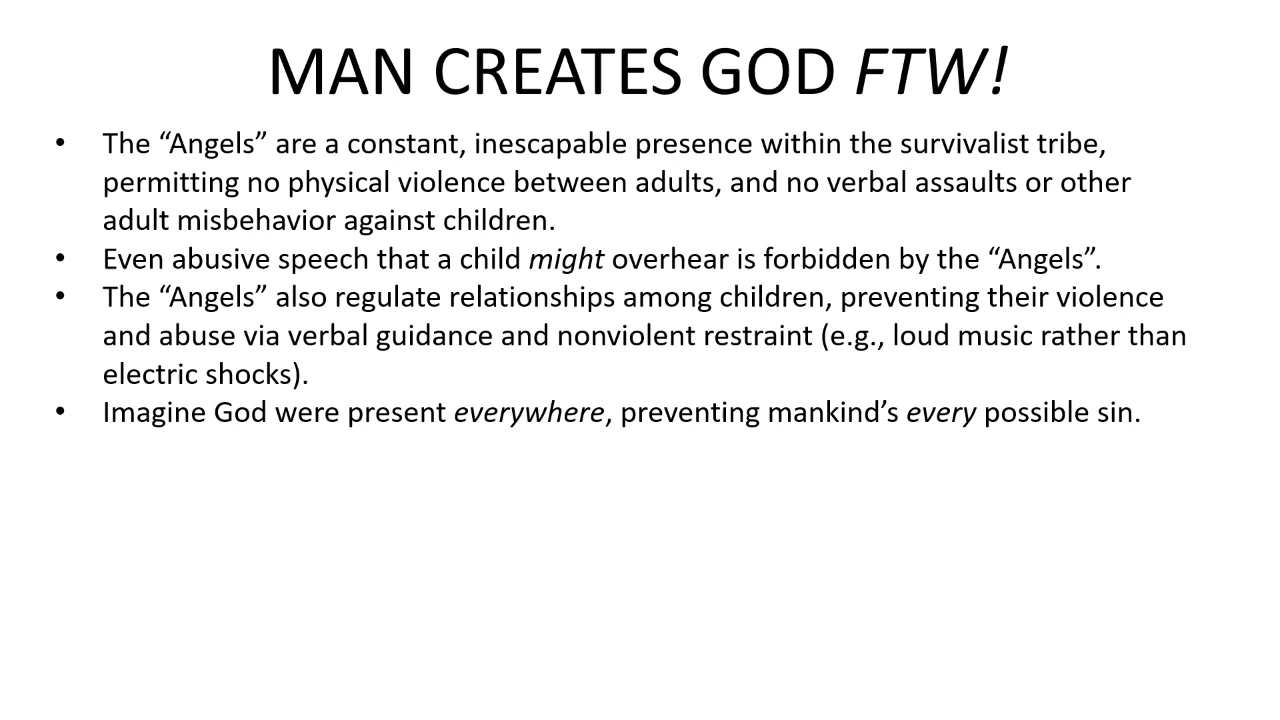 MAN CREATES GOD FTW!
• The “Angels” are a constant, inescapable presence within the survivalist tribe,
permitting no physical violence between adults, and no verbal assaults or other
adult misbehavior against children.
• Even abusive speech that a child might overhear is forbidden by the “Angels”.
• The “Angels” also regulate relationships among children, preventing their violence
and abuse via verbal guidance and nonviolent restraint (e.g., loud music rather than
electric shocks).
• Imagine God were present everywhere, preventing mankind’s every possible sin.